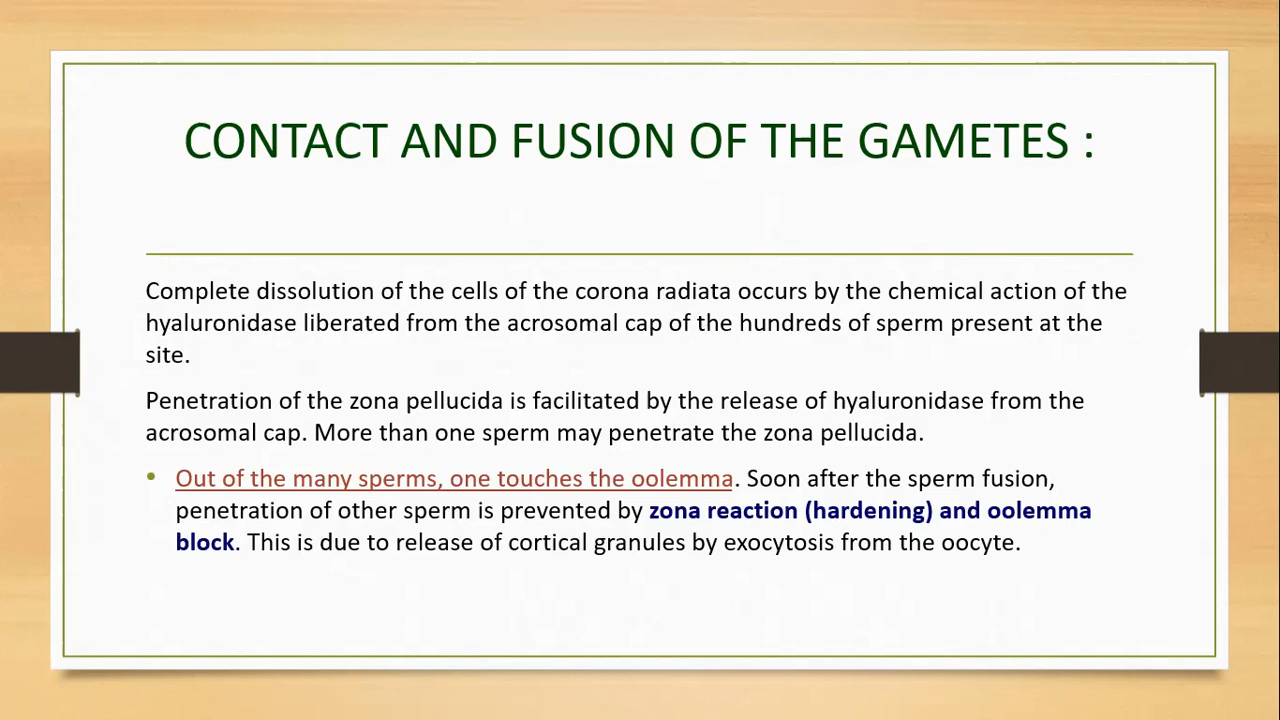 CONTACT AND FUSION OF THE GAMETES :
Complete dissolution of the cells of the corona radiata occurs by the chemical action of the
hyaluronidase liberated from the acrosomal cap of the hundreds of sperm present at the
site.
Penetration of the zona pellucida is facilitated by the release of hyaluronidase from the
acrosomal cap. More than one sperm may penetrate the zona pellucida.
• Out of the many sperms, one touches the oolemma. Soon after the sperm fusion,
penetration of other sperm is prevented by zona reaction (hardening) and oolemma
block. This is due to release of cortical granules by exocytosis from the oocyte.